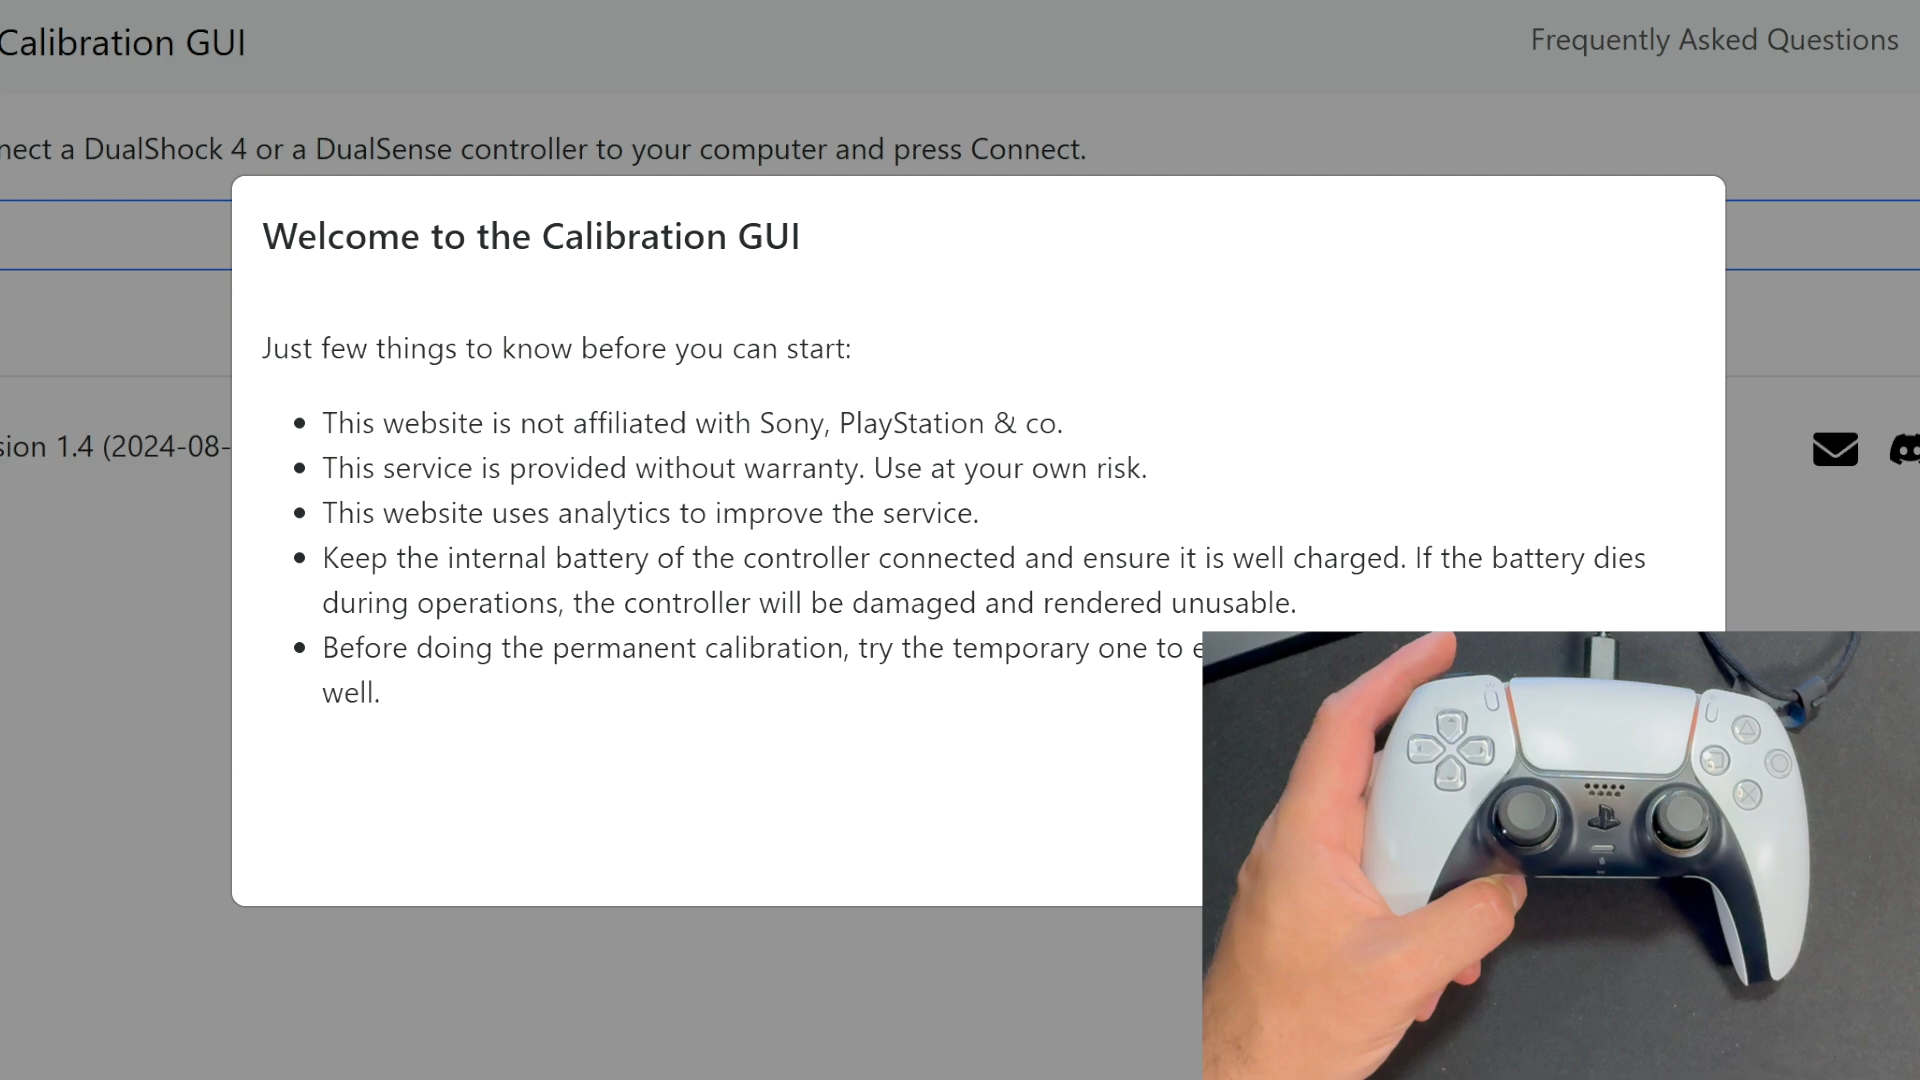 Calibration GUI
Frequently Asked Questions
a DualShock 4 or a DualSense controller to your computer and press Connect.
Welcome to the Calibration GUI
Just few things to know before you can start:
This website is not affiliated with Sony, PlayStation & co.
This service is provided without warranty. Use at your own risk.
This website uses analytics to improve the service.
Keep the internal battery of the controller connected and ensure it is well charged. If the battery dies
during operations, the controller will be damaged and rendered unusable.
Before doing the permanent calibration, try the temporary one to
well.
1.4 (2024-08-